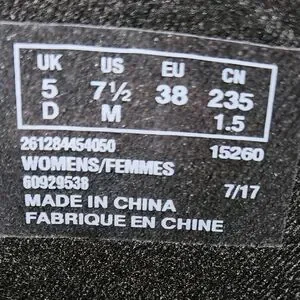 UK US EU CN
5 7½ 38 235
D M 1.5
261284454050 15260
WOMENS/FEMMES
60929538 7/17
MADE IN CHINA
FABRIQUE EN CHINE